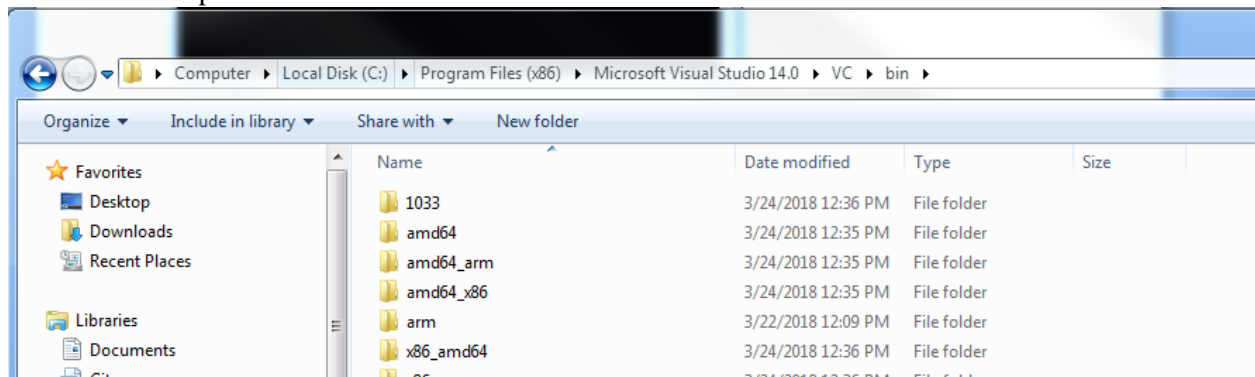 Computer Local Disk (C:) Program Files (x86) Microsoft Visual Studio 14.0 VC bin
Organize Include in library Share with New folder
Favorites
Desktop
Downloads
Recent Places
Libraries
Documents
Name Date modified Type Size
1033 3/24/2018 12:36 PM File folder
amd64 3/24/2018 12:35 PM File folder
amd64_arm 3/24/2018 12:35 PM File folder
amd64_x86 3/24/2018 12:35 PM File folder
arm 3/22/2018 12:09 PM File folder
x86_amd64 3/24/2018 12:36 PM File folder